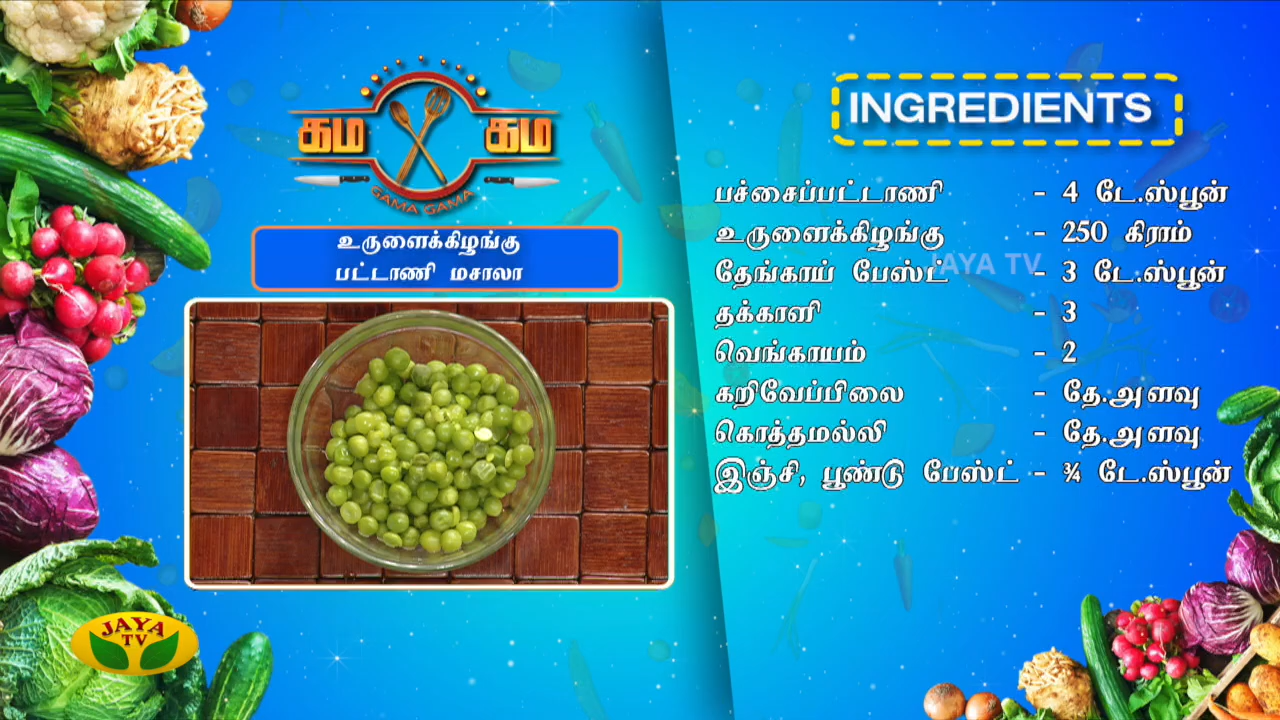 கம கம
GAMA GAMA
உருளைக்கிழங்கு
பட்டாணி மசாலா
INGREDIENTS
பச்சைப்பட்டாணி - 4 டே.ஸ்பூன்
உருளைக்கிழங்கு - 250 கிராம்
தேங்காய் பேஸ்ட் - 3 டே.ஸ்பூன்
தக்காளி - 3
வெங்காயம் - 2
கறிவேப்பிலை - தே.அளவு
கொத்தமல்லி - தே.அளவு
இஞ்சி, பூண்டு பேஸ்ட் - ¾ டே.ஸ்பூன்
JAYA TV
JAYA
TV